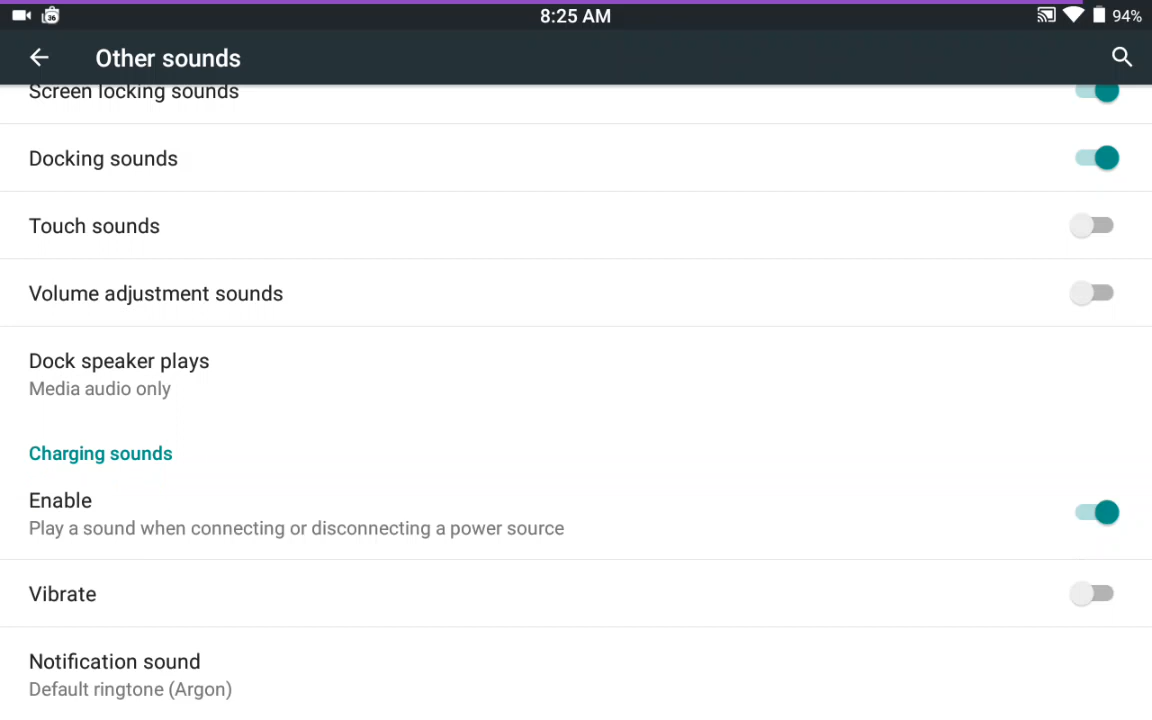 36
8:25 AM
94%
Other sounds
Screen locking sounds
Docking sounds
Touch sounds
Volume adjustment sounds
Dock speaker plays
Media audio only
Charging sounds
Enable
Play a sound when connecting or disconnecting a power source
Vibrate
Notification sound
Default ringtone (Argon)